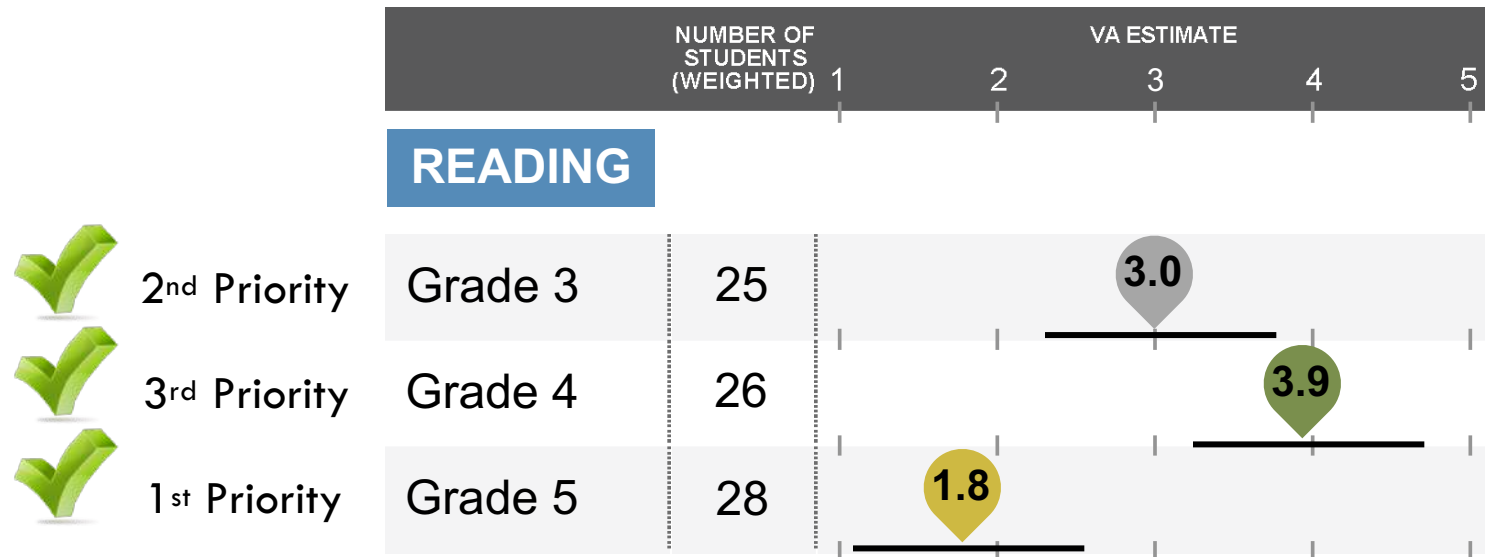 NUMBER OF
STUDENTS
(WEIGHTED)
VA ESTIMATE
1 2 3 4 5
READING
2nd Priority Grade 3 25 3.0
3rd Priority Grade 4 26 3.9
1st Priority Grade 5 28 1.8